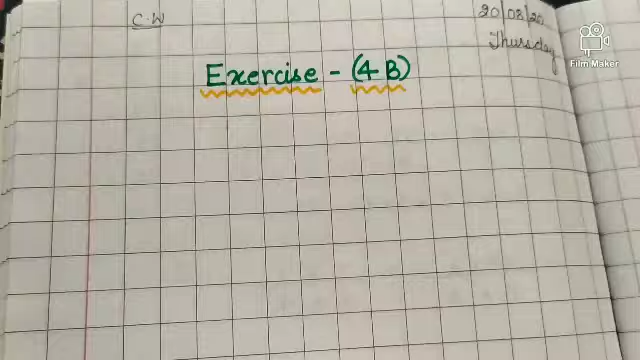 C.W
20/08/20
Thursday
Film Maker
Exercise - (4-B)